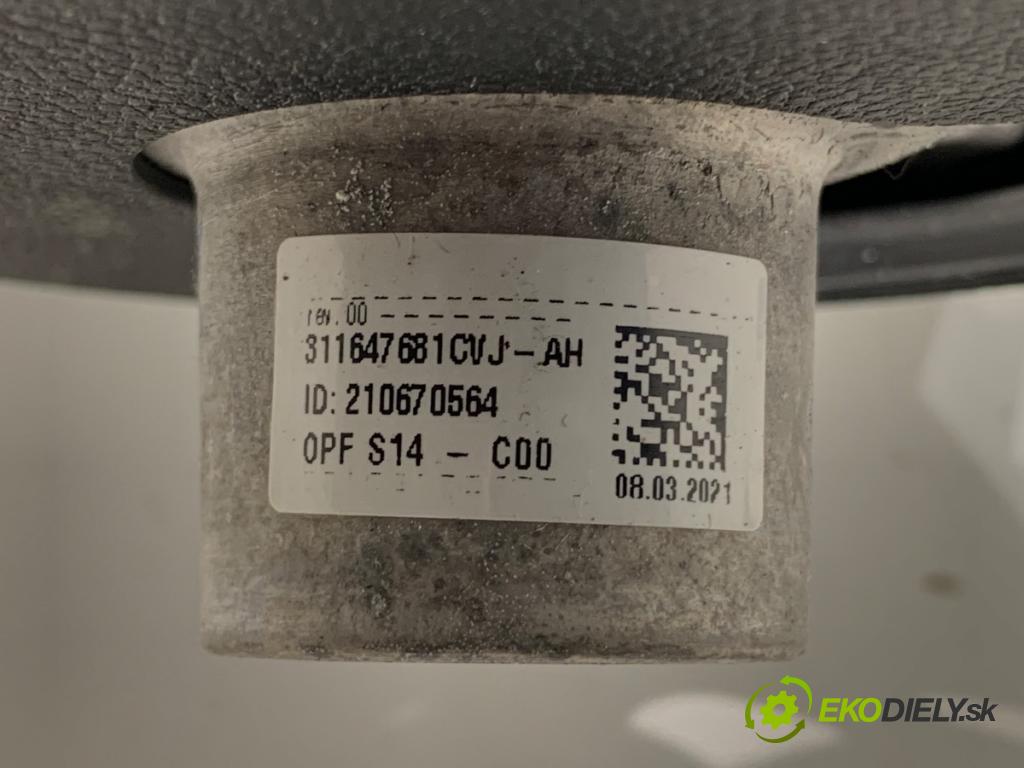 rev. 00
311647681CVJ-AH
ID: 210670564
OPF S14 - C00
08.03.2021
EKODIELY.sk